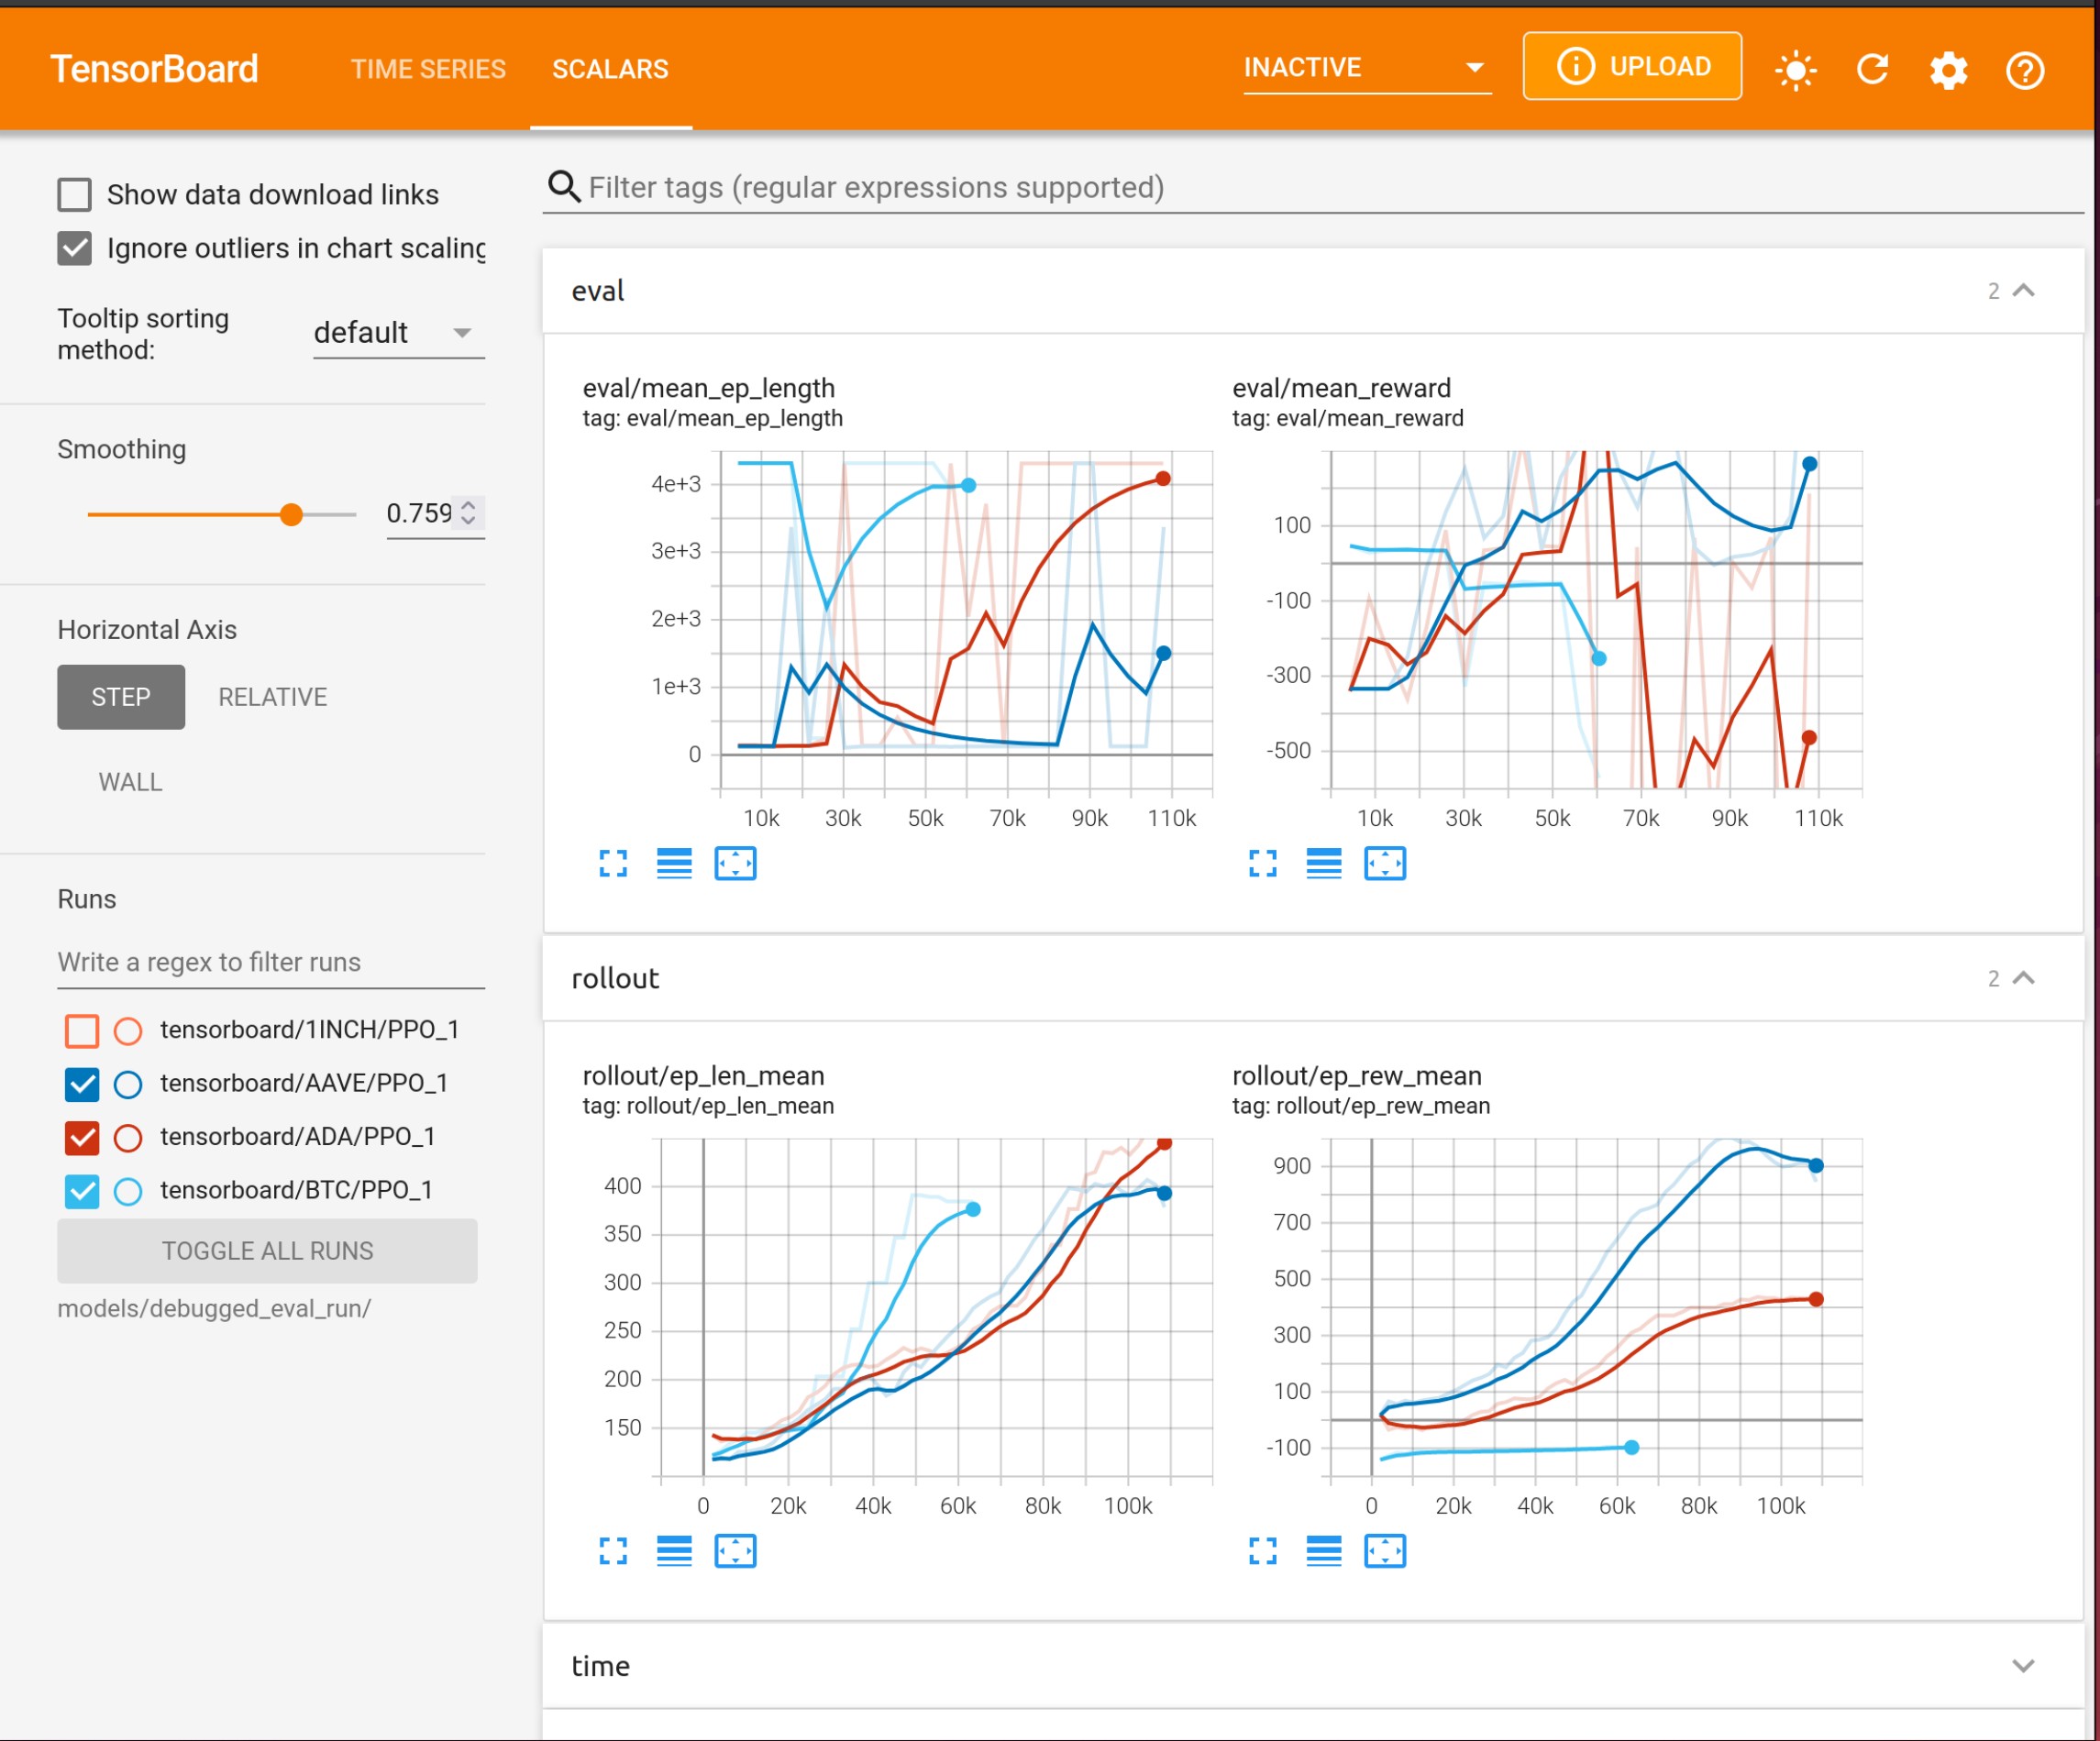 TensorBoard
TIME SERIES
SCALARS
INACTIVE
UPLOAD
Show data download links
Ignore outliers in chart scaling
Tooltip sorting
method:
default
Smoothing
0.759
Horizontal Axis
STEP
RELATIVE
WALL
Runs
Write a regex to filter runs
tensorboard/1INCH/PPO_1
tensorboard/AAVE/PPO_1
tensorboard/ADA/PPO_1
tensorboard/BTC/PPO_1
TOGGLE ALL RUNS
models/debugged_eval_run/
Filter tags (regular expressions supported)
eval
2
eval/mean_ep_length
tag: eval/mean_ep_length
4e+3
3e+3
2e+3
1e+3
0
10k 30k 50k 70k 90k 110k
eval/mean_reward
tag: eval/mean_reward
100
-100
-300
-500
10k 30k 50k 70k 90k 110k
rollout
2
rollout/ep_len_mean
tag: rollout/ep_len_mean
400
350
300
250
200
150
0 20k 40k 60k 80k 100k
rollout/ep_rew_mean
tag: rollout/ep_rew_mean
900
700
500
300
100
-100
0 20k 40k 60k 80k 100k
time